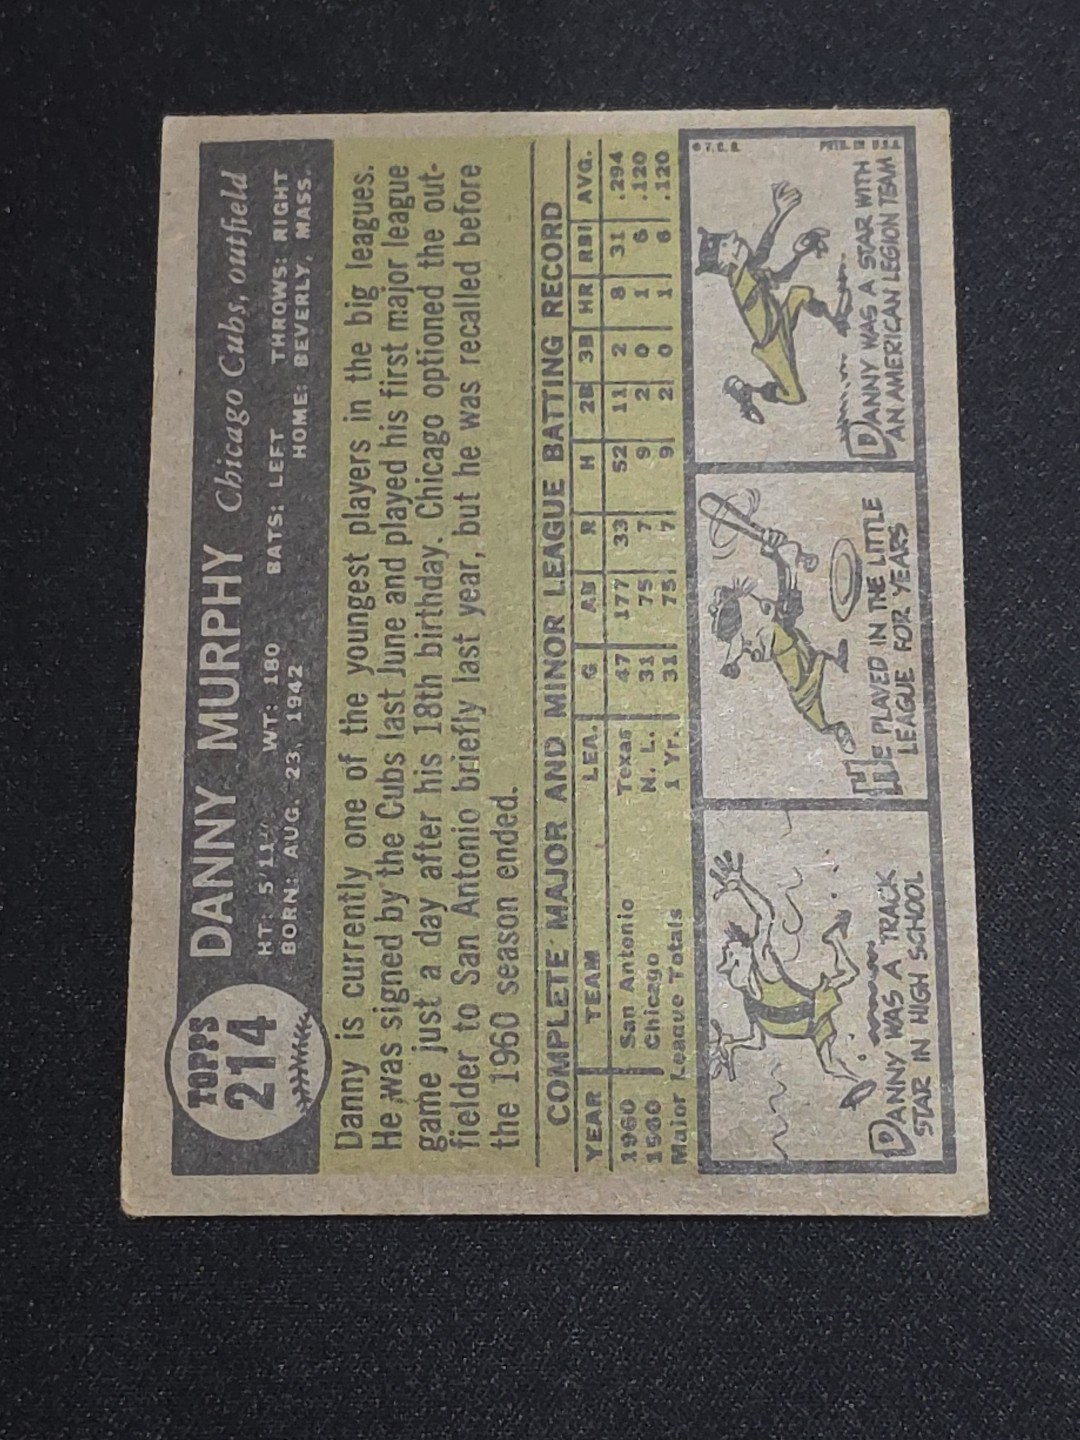 TOPPS
214
DANNY MURPHY Chicago Cubs, outfield
HT: 5'11" WT: 180 BATS: LEFT THROWS: RIGHT
BORN: AUG. 23, 1942 HOME: BEVERLY, MASS.
Danny is currently one of the youngest players in the big leagues.
He was signed by the Cubs last June and played his first major league
game just a day after his 18th birthday. Chicago optioned the out-
fielder to San Antonio briefly last year, but he was recalled before
the 1960 season ended.
COMPLETE MAJOR AND MINOR LEAGUE BATTING RECORD
YEAR TEAM LEA. G AB R H 2B 3B HR RBI AVG.
1960 San Antonio Texas 47 177 33 52 11 2 8 31 .294
1960 Chicago N. L. 31 75 7 9 2 0 1 6 .120
Major League Totals 1 Yr. 31 75 7 9 2 0 1 6 .120
DANNY WAS A TRACK
STAR IN HIGH SCHOOL
HE PLAYED IN THE LITTLE
LEAGUE FOR YEARS
© T. C. G. PRTD. IN U.S.A.
DANNY WAS A STAR WITH
AN AMERICAN LEGION TEAM